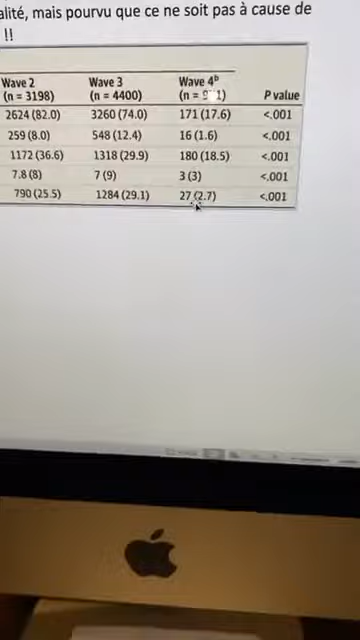 alité, mais pourvu que ce ne soit pas à cause de
!!
Wave 2 Wave 3 Wave 4ᵇ
(n = 3198) (n = 4400) (n = P value
2624 (82.0) 3260 (74.0) 171 (17.6) <.001
259 (8.0) 548 (12.4) 16 (1.6) <.001
1172 (36.6) 1318 (29.9) 180 (18.5) <.001
7.8 (8) 7 (9) 3 (3) <.001
790 (25.5) 1284 (29.1) 27 (2.7) <.001